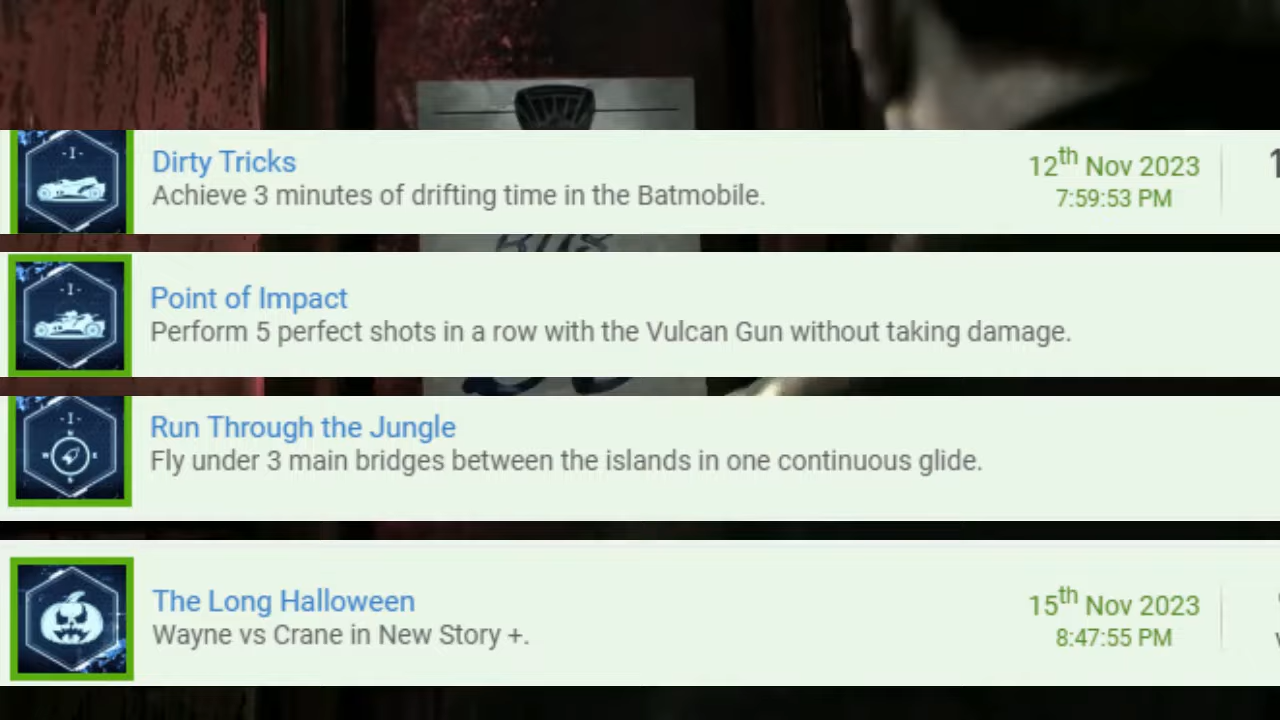 Dirty Tricks
Achieve 3 minutes of drifting time in the Batmobile.
12th Nov 2023
7:59:53 PM
Point of Impact
Perform 5 perfect shots in a row with the Vulcan Gun without taking damage.
Run Through the Jungle
Fly under 3 main bridges between the islands in one continuous glide.
The Long Halloween
Wayne vs Crane in New Story +.
15th Nov 2023
8:47:55 PM